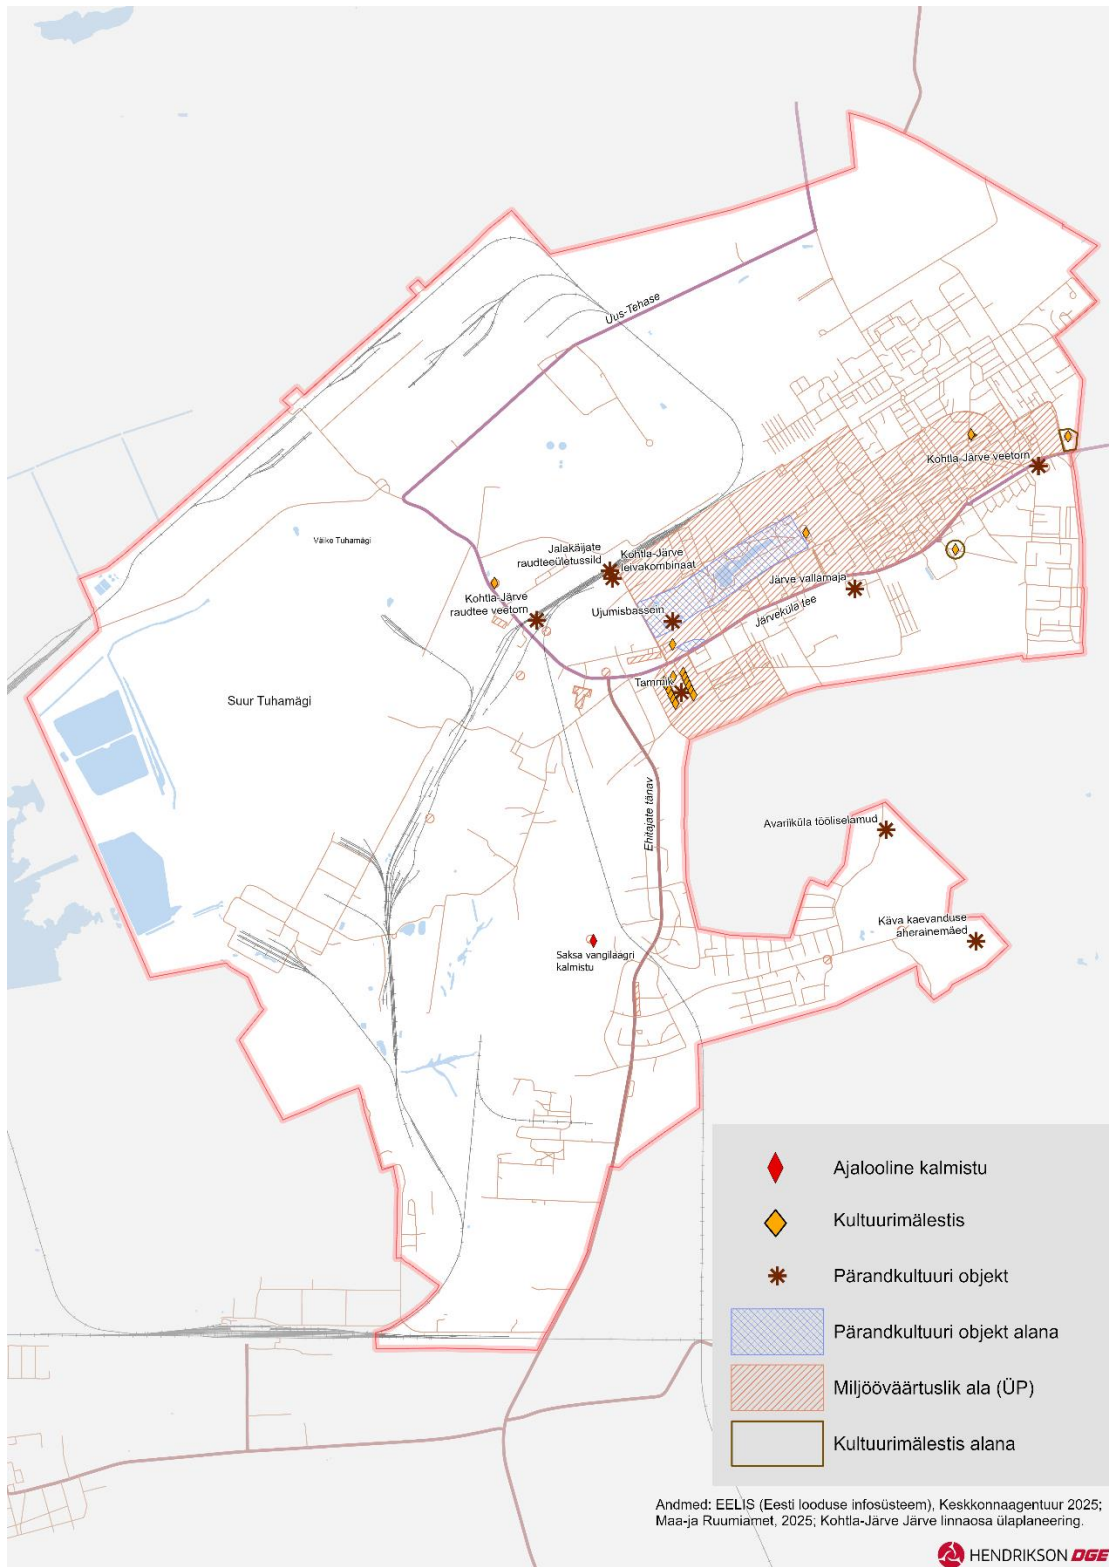 Uus-Tehase
Kohtla-Järve veetorn
Väike Tuhamägi
Jalakäijate
raudteeületussild
Kohtla-Järve
leivakombinaat
Kohtla-Järve
raudtee veetorn
Ujumisbassein
Järve vallamaja
Järveküla tee
Tammik
Suur Tuhamägi
Ehitajate tänav
Avariiküla tööliselamud
Käva kaevanduse
aherainemäed
Saksa vangilaagri
kalmistu
Ajalooline kalmistu
Kultuurimälestis
Pärandkultuuri objekt
Pärandkultuuri objekt alana
Miljööväärtuslik ala (ÜP)
Kultuurimälestis alana
Andmed: EELIS (Eesti looduse infosüsteem), Keskkonnaagentuur 2025;
Maa-ja Ruumiamet, 2025; Kohtla-Järve Järve linnaosa ülaplaneering.
HENDRIKSON DGE